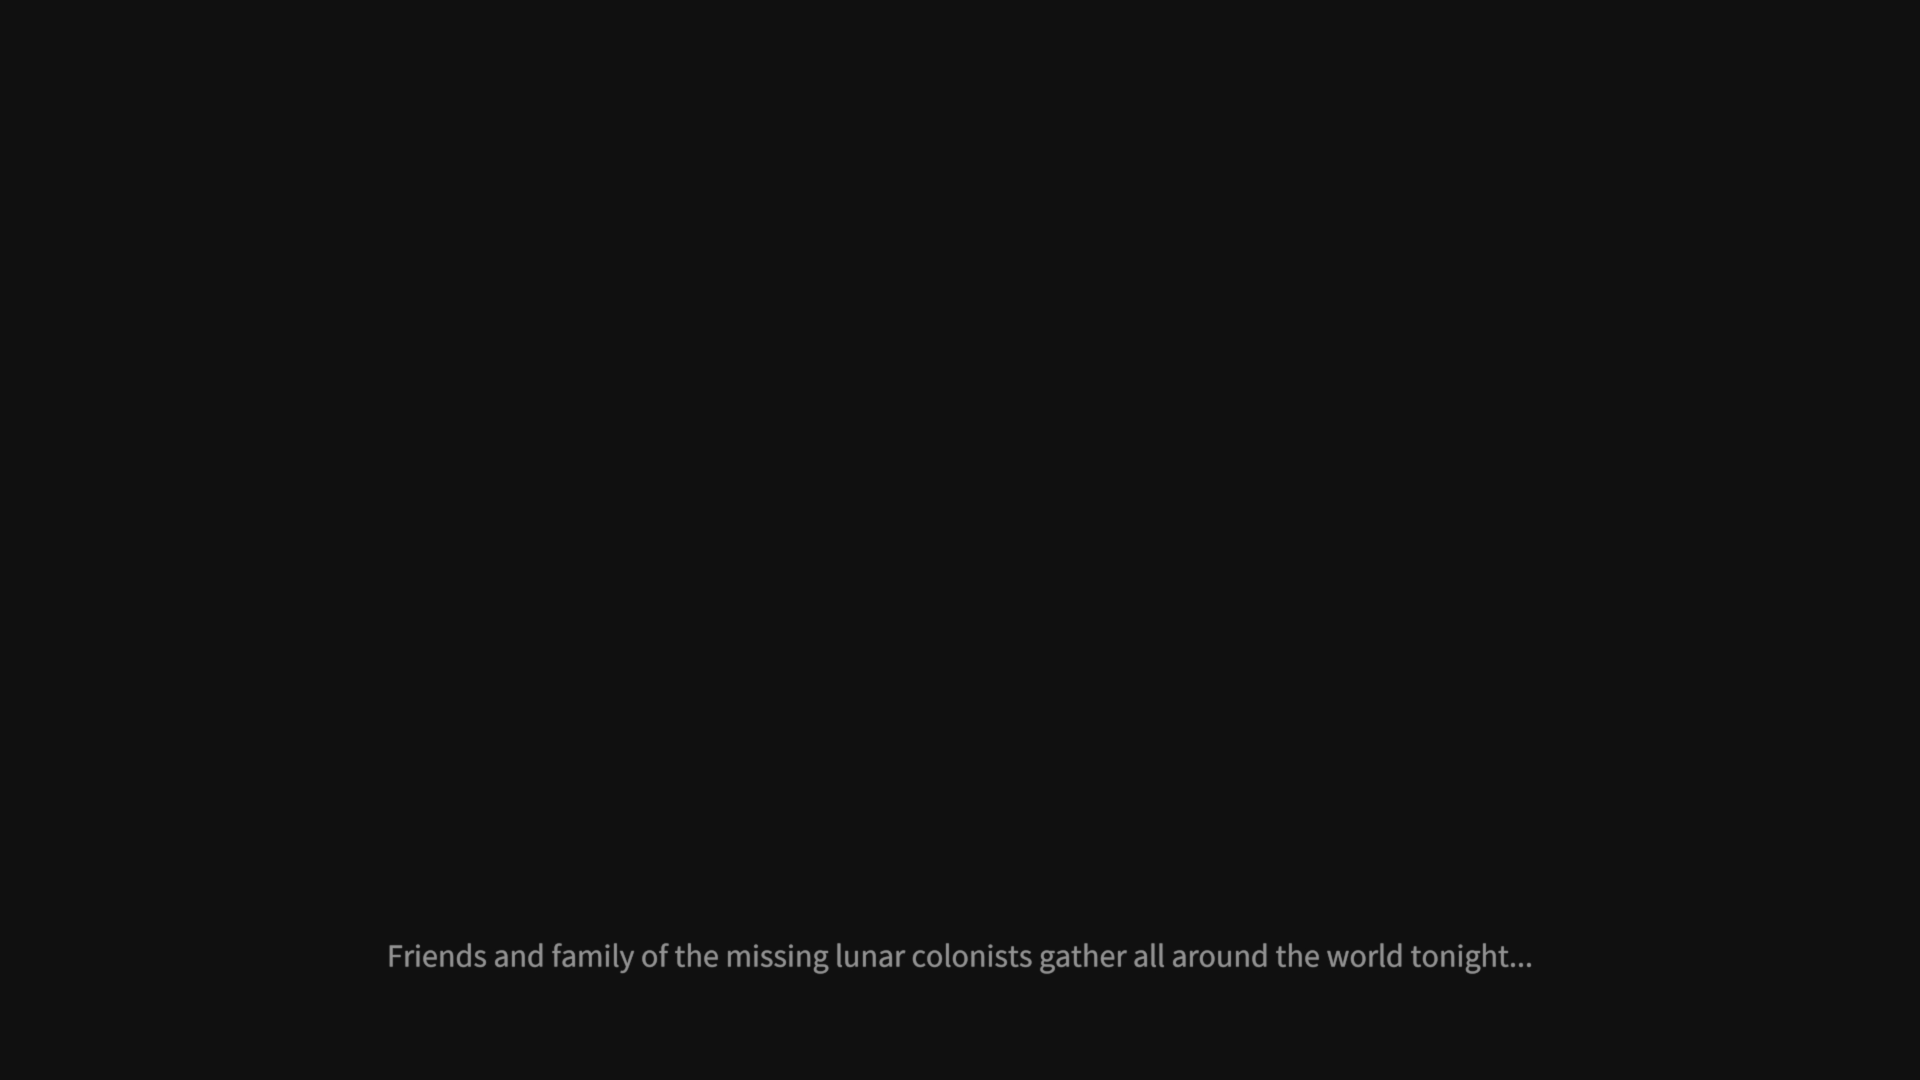 Friends and family of the missing lunar colonists gather all around the world tonight...